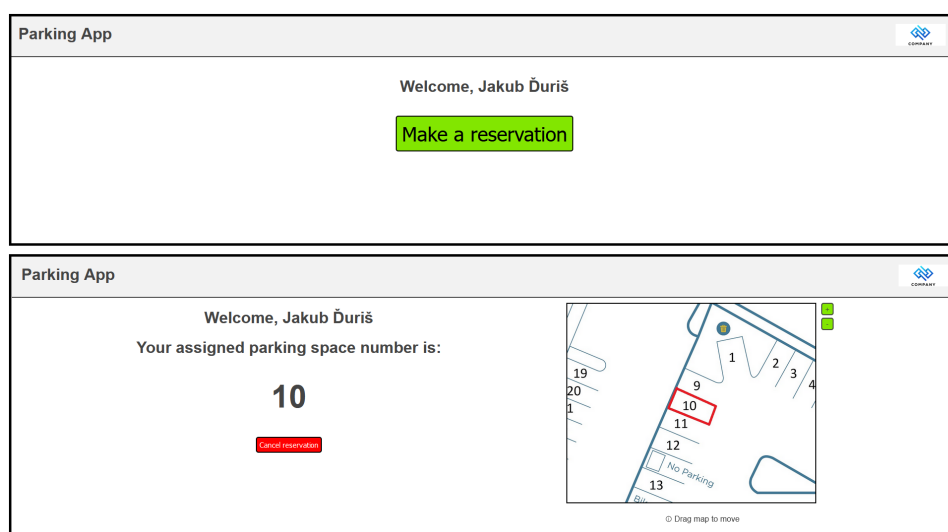 Parking App
COMPANY
Welcome, Jakub Ďuriš
Make a reservation
Parking App
COMPANY
Welcome, Jakub Ďuriš
Your assigned parking space number is:
10
Cancel reservation
+
-
1
2
3
4
19
20
1
9
10
11
12
No Parking
13
ⓘ Drag map to move